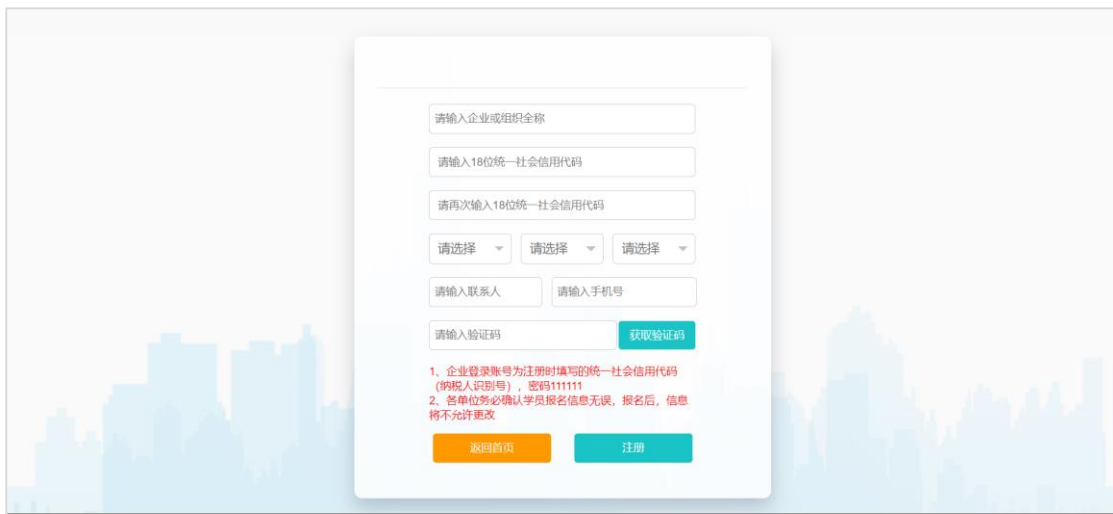 请输入企业或组织全称
请输入18位统一社会信用代码
请再次输入18位统一社会信用代码
请选择 请选择 请选择
请输入联系人 请输入手机号
请输入验证码 获取验证码
1、企业登录账号为注册时填写的统一社会信用代码
（纳税人识别号），密码111111
2、各单位务必确认学员报名信息无误，报名后，信息
将不允许更改
返回首页 注册